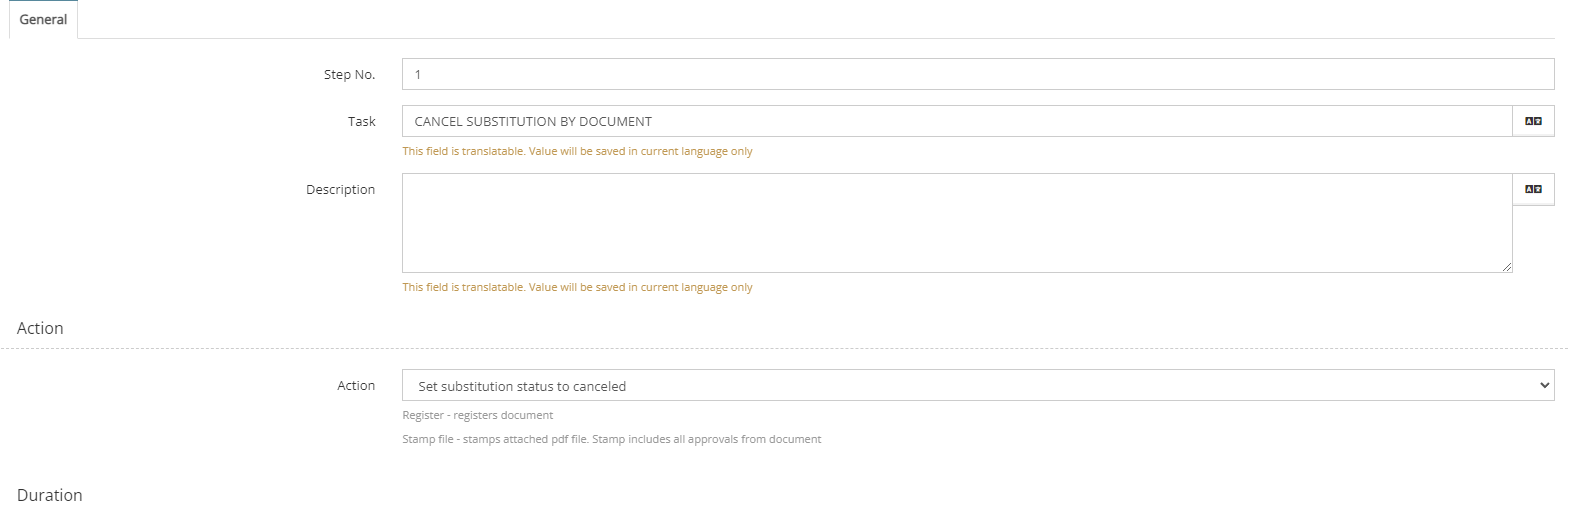 General
Step No.
1
Task
CANCEL SUBSTITUTION BY DOCUMENT
This field is translatable. Value will be saved in current language only
Description
This field is translatable. Value will be saved in current language only
Action
Action
Set substitution status to canceled
Register - registers document
Stamp file - stamps attached pdf file. Stamp includes all approvals from document
Duration